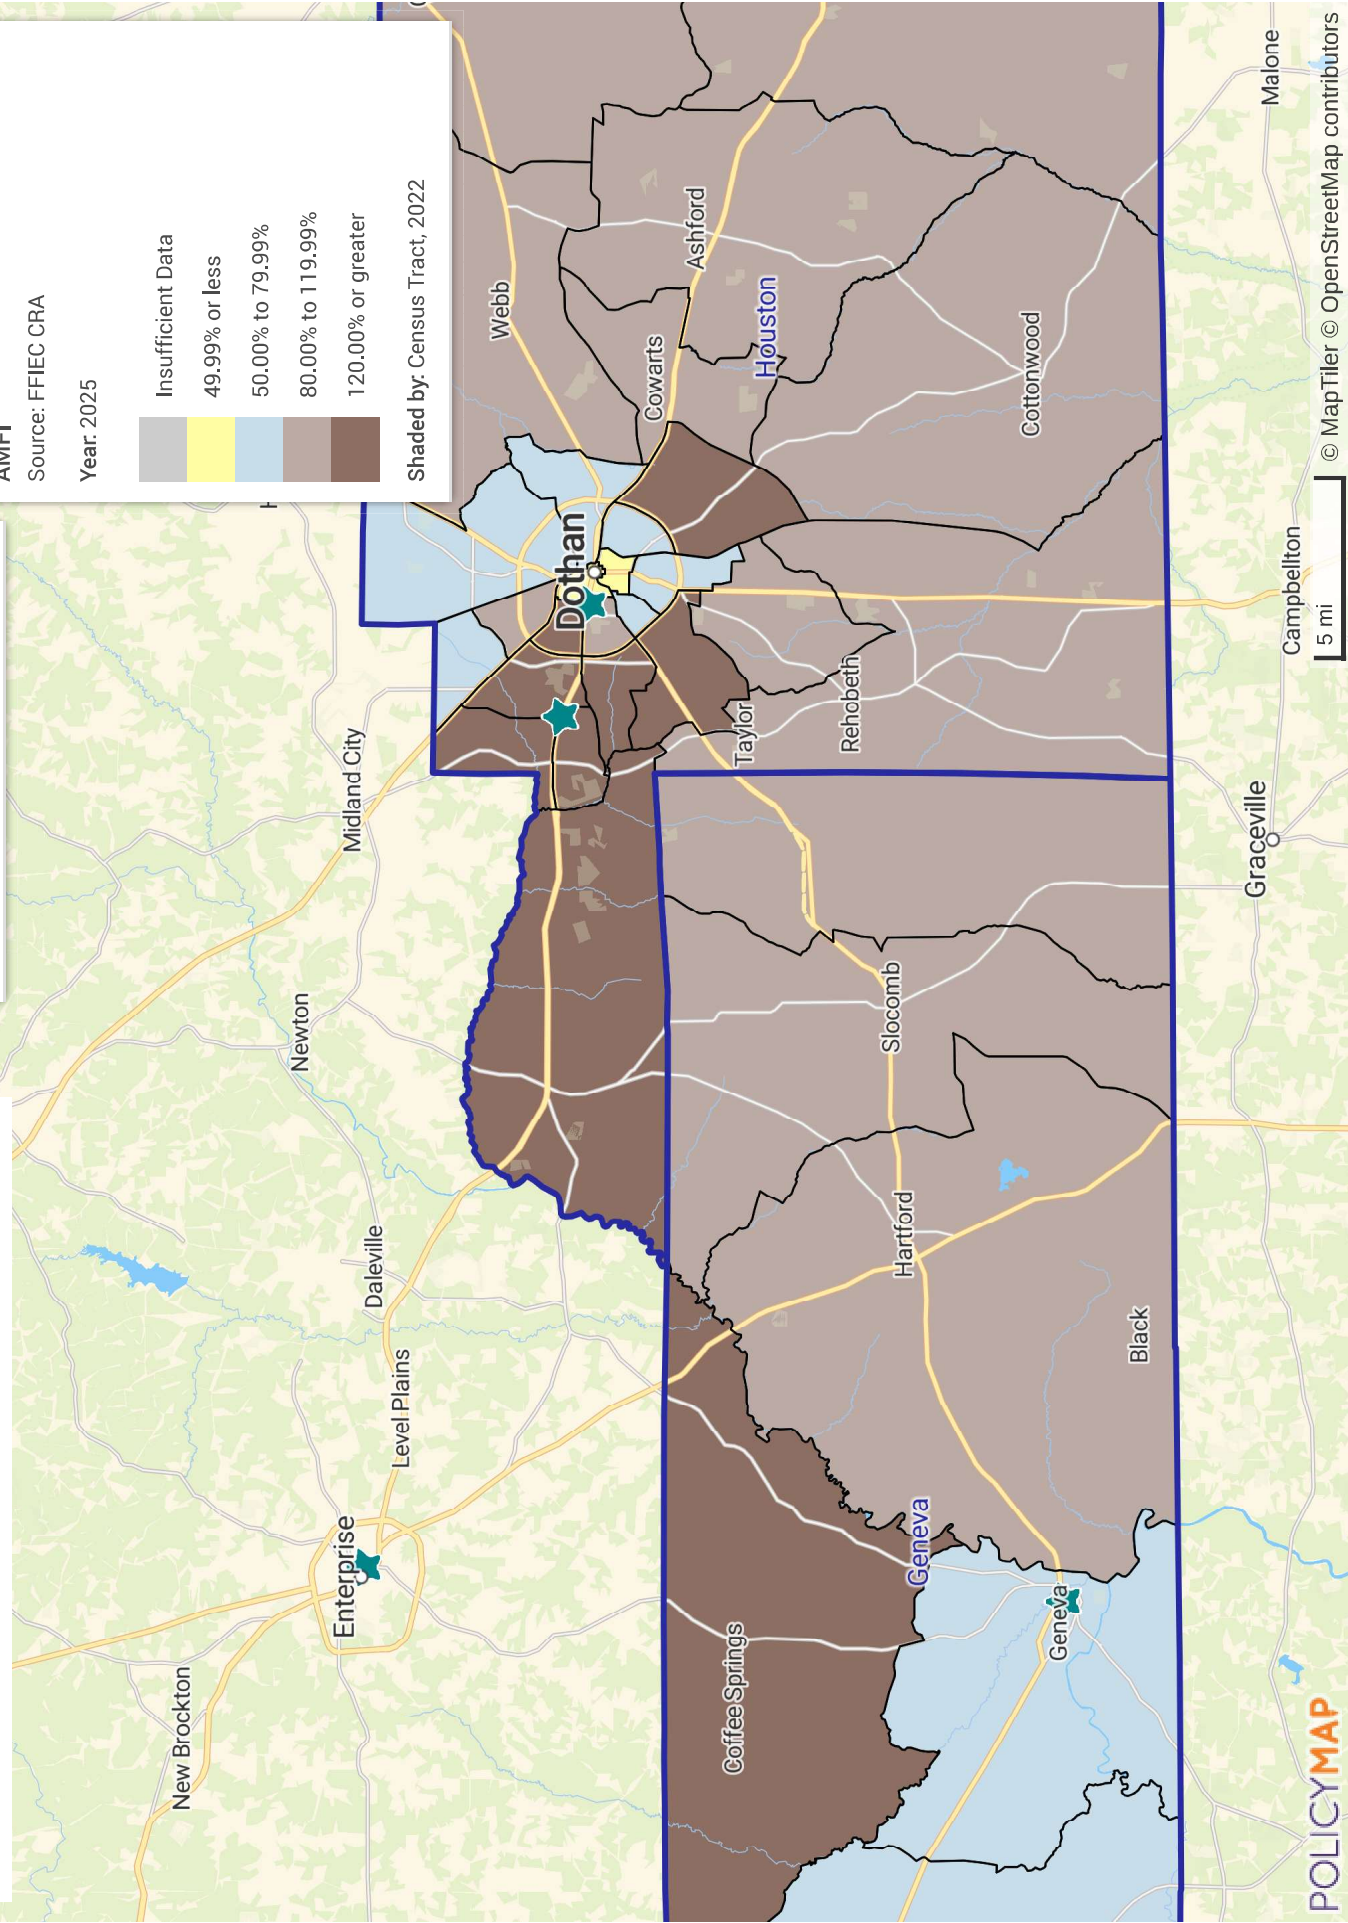 AMFI
Source: FFIEC CRA
Year: 2025
Insufficient Data
49.99% or less
50.00% to 79.99%
80.00% to 119.99%
120.00% or greater
Shaded by: Census Tract, 2022
New Brockton
Enterprise
Level Plains
Daleville
Newton
Midland City
H
Dothan
Webb
Cowarts
Ashford
Houston
Cottonwood
Taylor
Rehobeth
Slocomb
Hartford
Black
Geneva
Geneva
Coffee Springs
Malone
Campbellton
Graceville
5 mi
© MapTiler © OpenStreetMap contributors
POLICYMAP